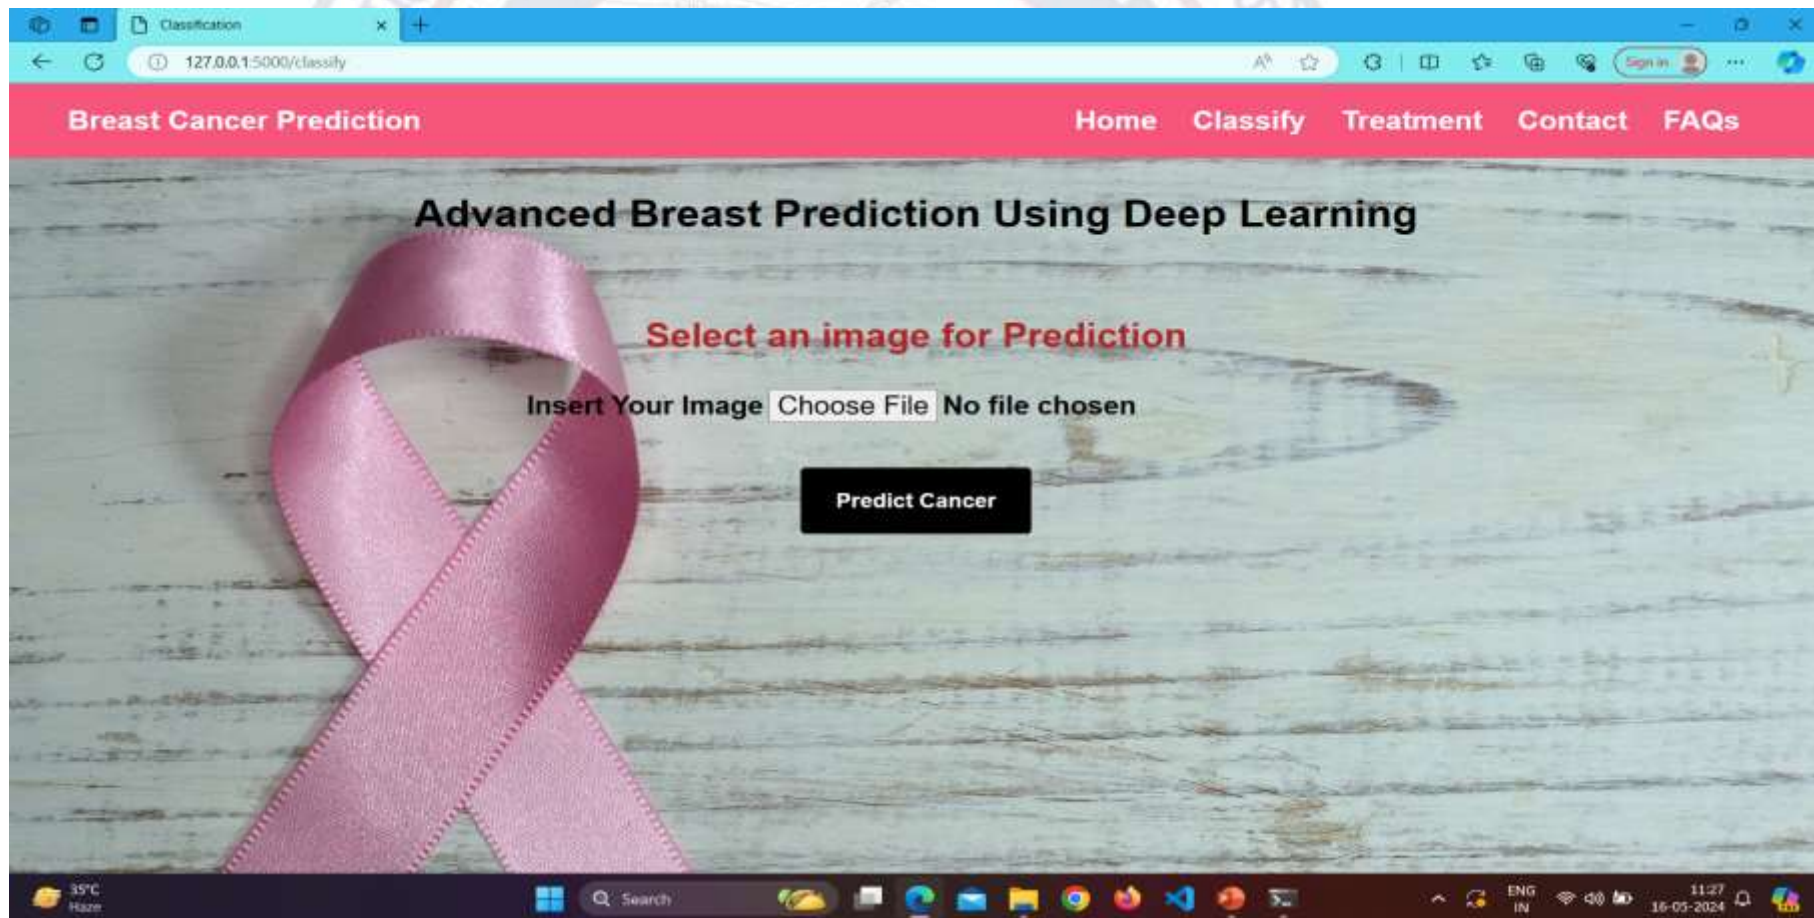 Classification
127.0.0.1:5000/classify
Sign in
Breast Cancer Prediction Home Classify Treatment Contact FAQs
Advanced Breast Prediction Using Deep Learning
Select an image for Prediction
Insert Your Image Choose File No file chosen
Predict Cancer
35°C
Haze
Search
ENG
IN
11:27
16-05-2024